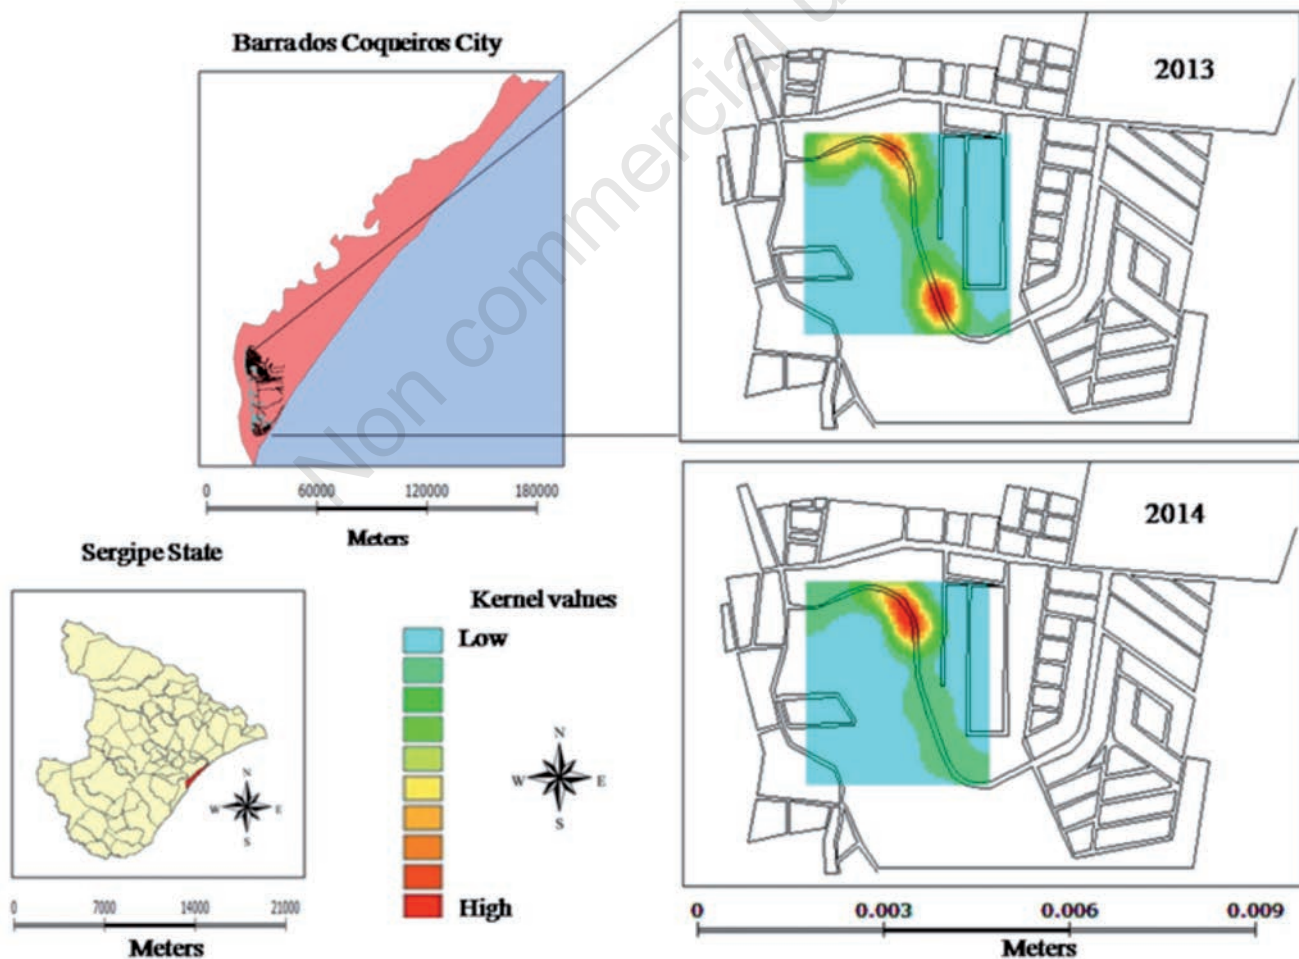 Barra dos Coqueiros City
0 60000 120000 180000
Meters
Sergipe State
N
W E
S
0 7000 14000 21000
Meters
Kernel values
Low
High
N
W E
S
2013
2014
0 0.003 0.006 0.009
Meters
Non commercial u